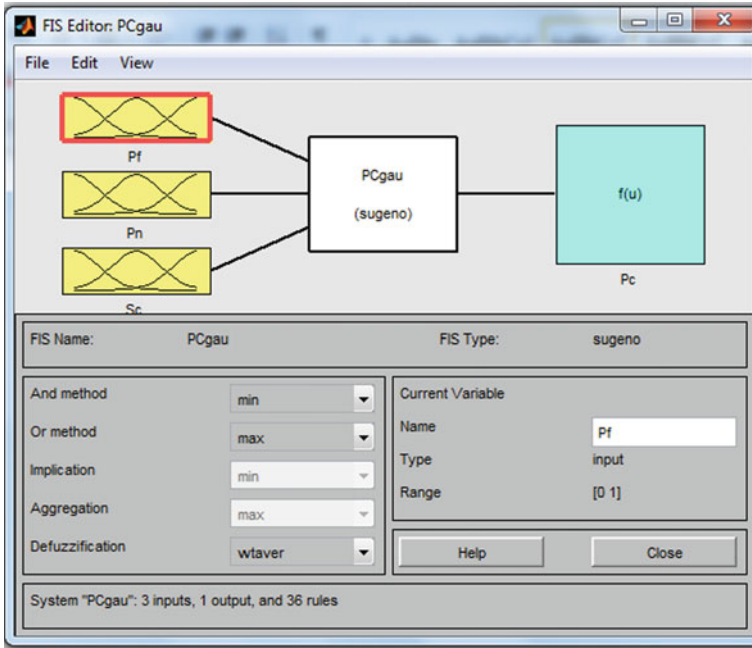 FIS Editor: PCgau
File Edit View
Pf
Pn
Sc
PCgau
(sugeno)
f(u)
Pc
FIS Name: PCgau FIS Type: sugeno
And method min
Or method max
Implication min
Aggregation max
Defuzzification wtaver
Current Variable
Name Pf
Type input
Range [0 1]
Help Close
System "PCgau": 3 inputs, 1 output, and 36 rules